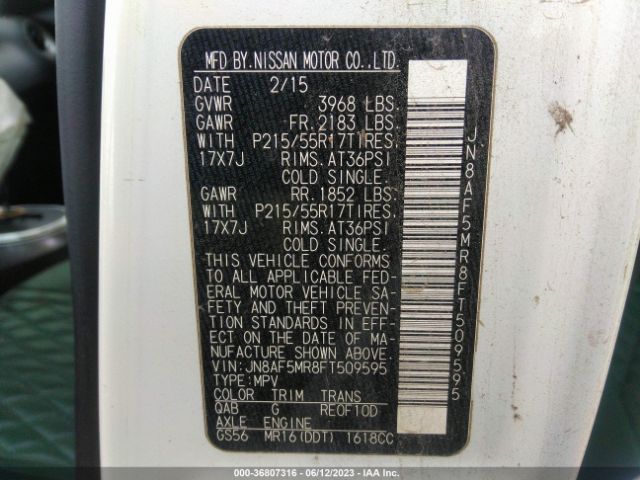 MFD BY.NISSAN MOTOR CO.,LTD.
DATE 2/15
GVWR 3968 LBS.
GAWR FR.2183 LBS.
WITH P215/55R17TIRES.
17X7J RIMS.AT36PSI
COLD SINGLE.
GAWR RR.1852 LBS.
WITH P215/55R17TIRES.
17X7J RIMS.AT36PSI
COLD SINGLE.
THIS VEHICLE CONFORMS
TO ALL APPLICABLE FED-
ERAL MOTOR VEHICLE SA-
FETY AND THEFT PREVEN-
TION STANDARDS IN EFF-
ECT ON THE DATE OF MA-
NUFACTURE SHOWN ABOVE.
VIN:JN8AF5MR8FT509595
TYPE:MPV
COLOR TRIM TRANS
QAB G RE0F10D
AXLE ENGINE
GS56 MR16(DDT) 1618CC
JN8AF5MR8FT509595
000-36807316 - 06/12/2023 - IAA Inc.